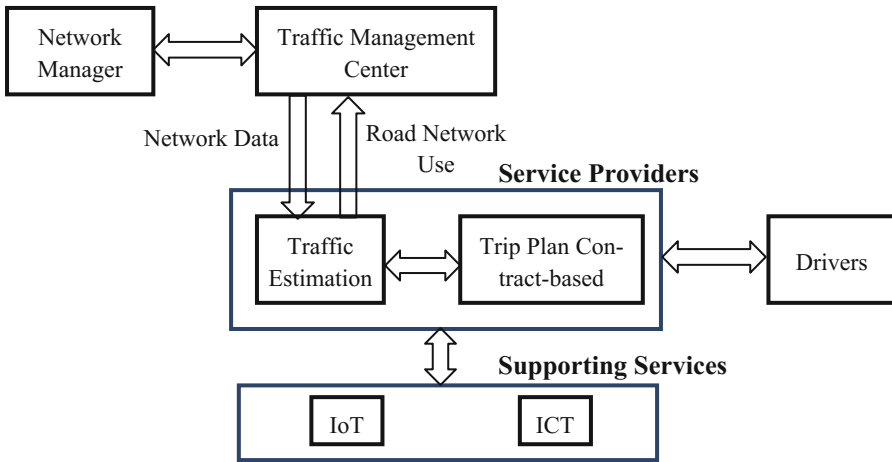 Network
Manager
Traffic Management
Center
Network Data
Road Network
Use
Service Providers
Traffic
Estimation
Trip Plan Con-
tract-based
Drivers
Supporting Services
IoT
ICT